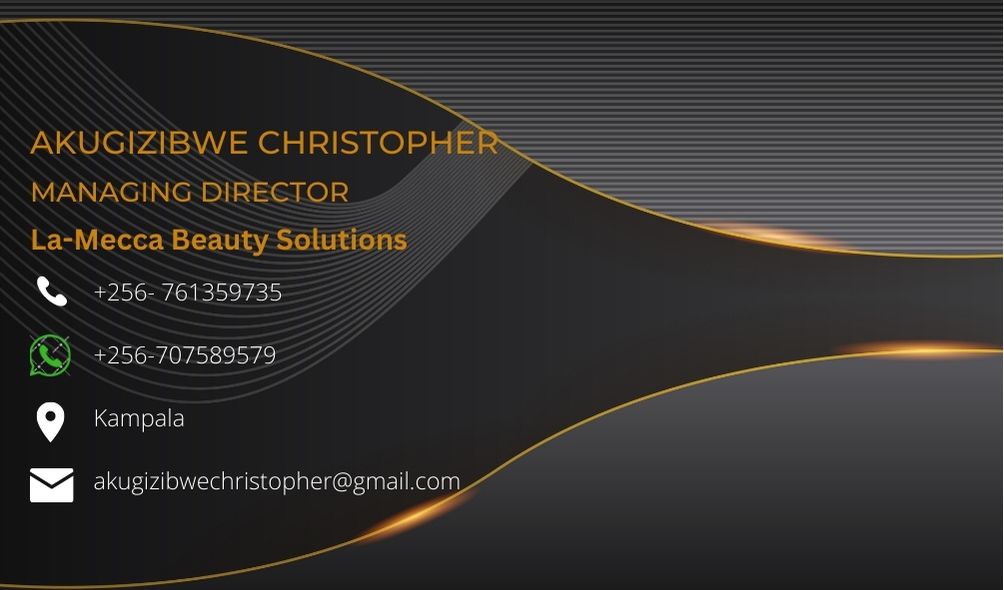 AKUGIZIBWE CHRISTOPHER
MANAGING DIRECTOR
La-Mecca Beauty Solutions
+256- 761359735
+256-707589579
Kampala
akugizibwechristopher@gmail.com